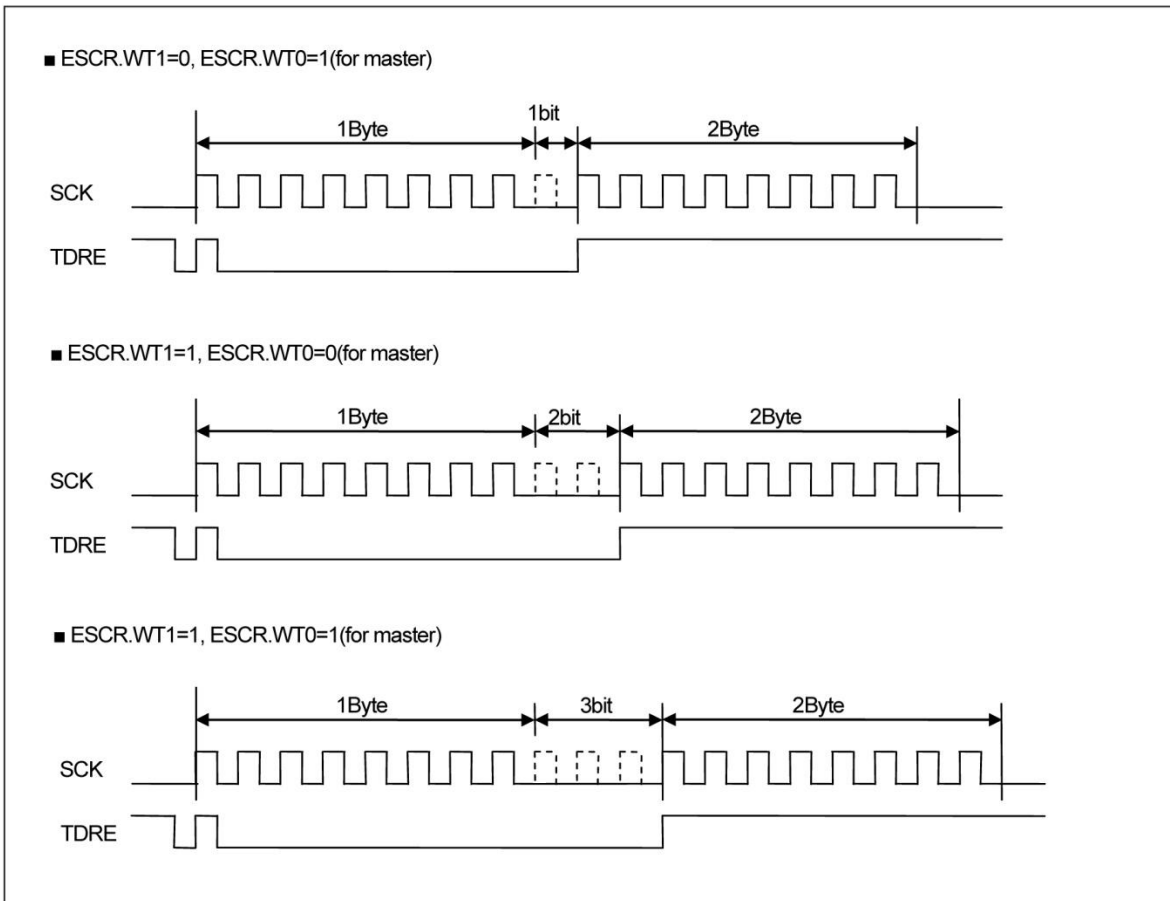 ■ ESCR.WT1=0, ESCR.WT0=1(for master)
1bit
1Byte
2Byte
SCK
TDRE
■ ESCR.WT1=1, ESCR.WT0=0(for master)
1Byte
2bit
2Byte
SCK
TDRE
■ ESCR.WT1=1, ESCR.WT0=1(for master)
1Byte
3bit
2Byte
SCK
TDRE